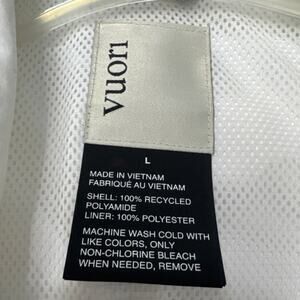 vuori
L
MADE IN VIETNAM
FABRIQUÉ AU VIETNAM
SHELL: 100% RECYCLED
POLYAMIDE
LINER: 100% POLYESTER
MACHINE WASH COLD WITH
LIKE COLORS, ONLY
NON-CHLORINE BLEACH
WHEN NEEDED, REMOVE